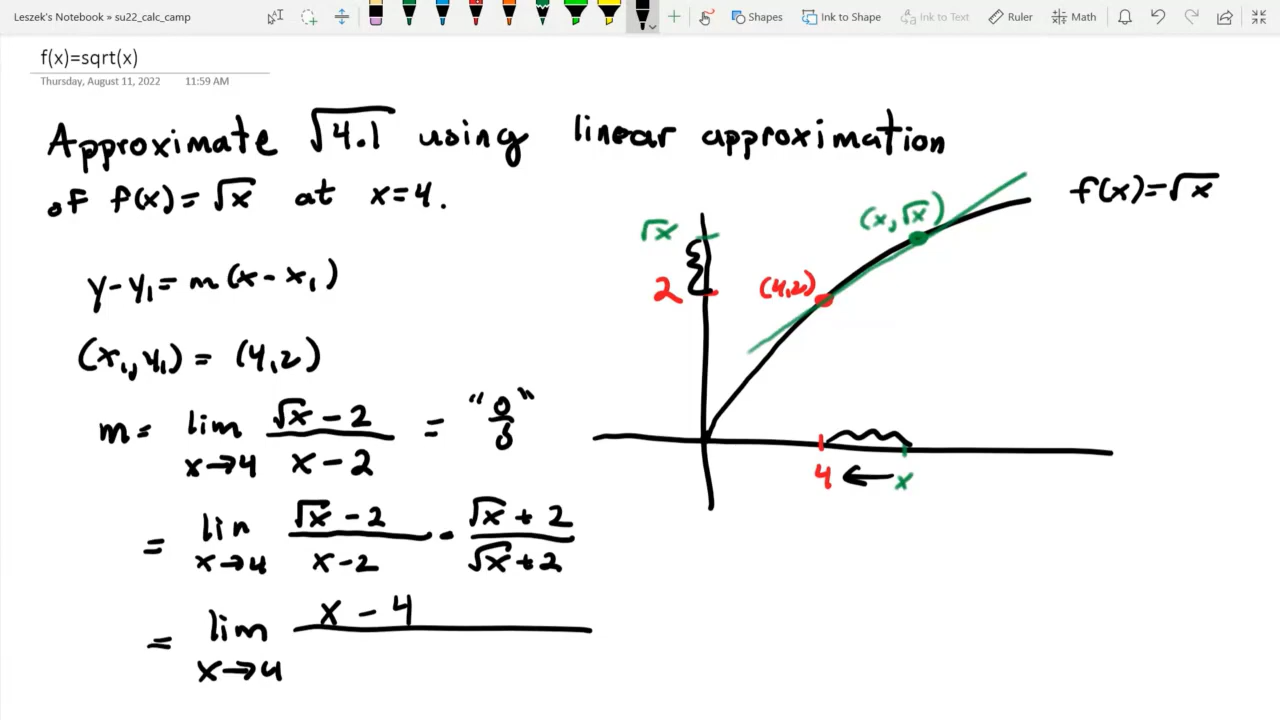 Leszek's Notebook » su22_calc_camp
Shapes Ink to Shape Ink to Text Ruler Math
f(x)=sqrt(x)
Thursday, August 11, 2022 11:59 AM
Approximate √4.1 using linear approximation
of f(x)=√x at x=4.
f(x)=√x
y-y₁=m(x-x₁)
(x₁,y₁) = (4,2)
m= lim x→4 (√x-2)/(x-2) = "0/0"
= lim x→4 (√x-2)/(x-2) · (√x+2)/(√x+2)
= lim x→4 x-4
(x,√x)
√x
(4,2)
2
4 ← x